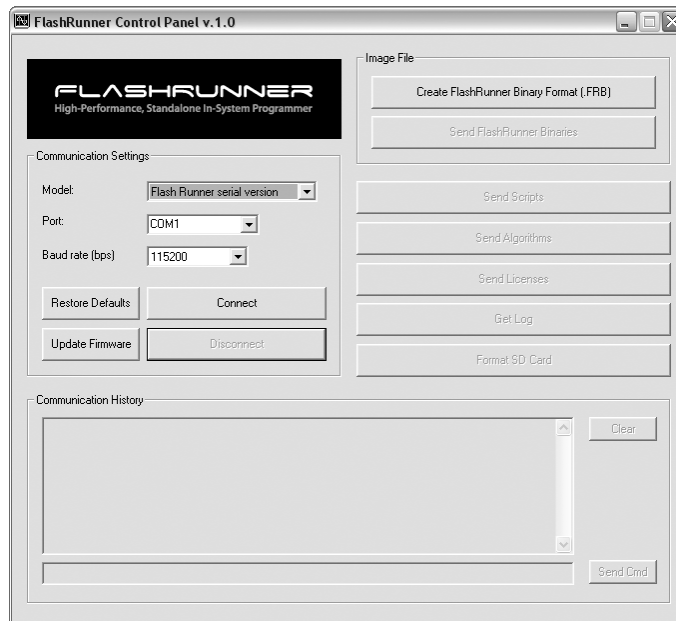 FlashRunner Control Panel v.1.0
FLASHRUNNER
High-Performance, Standalone In-System Programmer
Communication Settings
Model:
Flash Runner serial version
Port:
COM1
Baud rate (bps)
115200
Restore Defaults
Connect
Update Firmware
Disconnect
Image File
Create FlashRunner Binary Format (.FRB)
Send FlashRunner Binaries
Send Scripts
Send Algorithms
Send Licenses
Get Log
Format SD Card
Communication History
Clear
Send Cmd